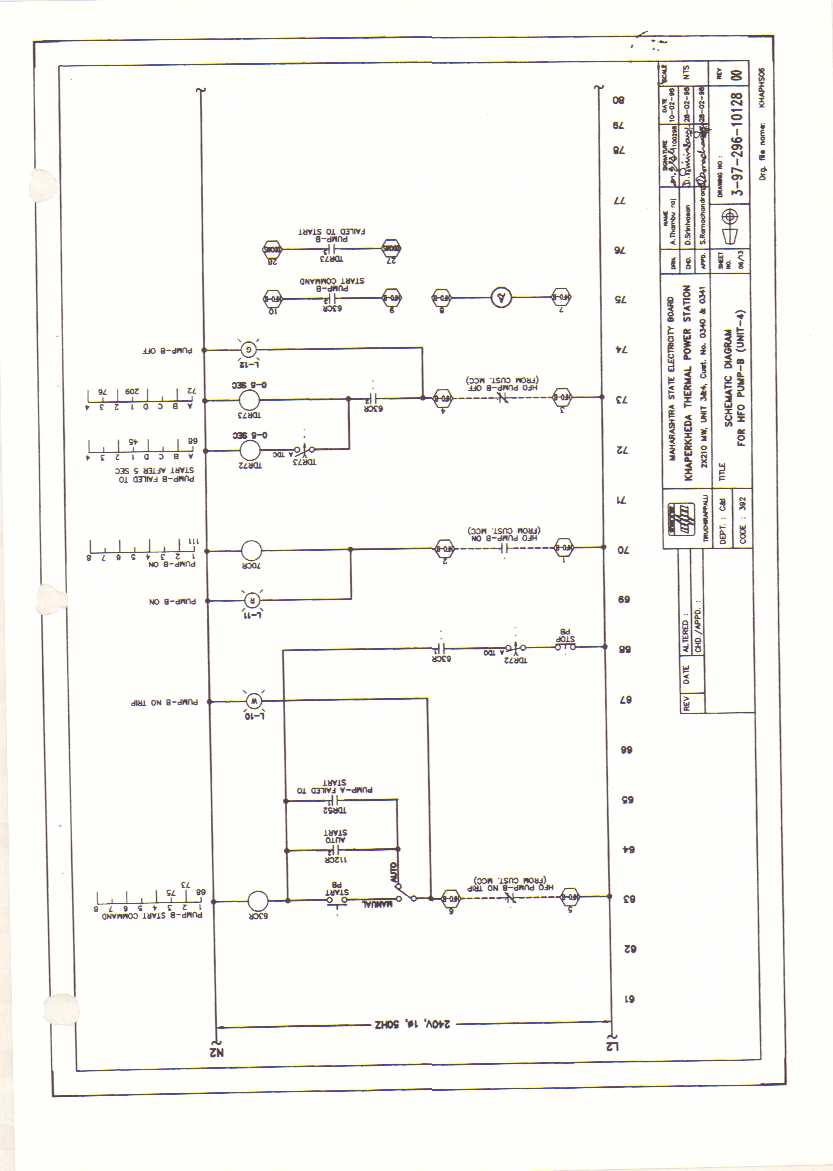 L2
N2
240V, 1ø, 50HZ
61
62
63
64
65
66
67
68
69
70
71
72
73
74
75
76
77
78
79
80
5
HFO PUMP-B NO TRIP
(FROM CUST. MCC)
6
MANUAL
AUTO
START
PB
63CR
PUMP-B START COMMAND
1 2 3 4 5 6 7 8
68 75
73
112CR
AUTO
START
TDR52
PUMP-A FAILED TO
START
L-10
W
PUMP-B NO TRIP
STOP
PB
TDR72
A TDO
63CR
L-11
R
PUMP-B ON
1
HFO PUMP-B ON
(FROM CUST. MCC)
2
70CR
PUMP-B ON
1 2 3 4 5 6 7 8
111
TDR73
A TDC
TDR72
0-5 SEC
PUMP-B FAILED TO
START AFTER 5 SEC
A B C D 1 2 3 4
68 45
3
HFO PUMP-B OFF
(FROM CUST. MCC)
4
63CR
TDR73
0-5 SEC
A B C D 1 2 3 4
72 209 76
L-12
G
PUMP-B OFF
7
A
8
9
63CR
PUMP-B
START COMMAND
10
27
TDR73
PUMP-B
FAILED TO START
28
REV DATE ALTERED :
CHD./APPD. :
TIRUCHIRAPPALLI
DEPT. : C&I
CODE : 392
MAHARASHTRA STATE ELECTRICITY BOARD
KHAPERKHEDA THERMAL POWER STATION
2X210 MW, UNIT 3&4, Cust. No. 0340 & 0341
TITLE
SCHEMATIC DIAGRAM
FOR HFO PUMP-B (UNIT-4)
NAME SIGNATURE DATE SCALE
DRN. A.Thambu raj 10-02-98 NTS
CHD. D.Srinivasan 28-02-98
APPD. S.Ramachandran 28-02-98
SHEET
NO. 06/13
DRAWING NO :
3-97-296-10128
REV
00
Drg. file name: KHAPHS06